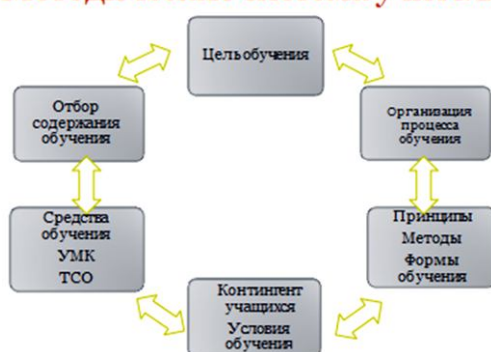 Цель обучения
Отбор
содержания
обучения
Организация
процесса
обучения
Средства
обучения
УМК
ТСО
Принципы
Методы
Формы
обучения
Контингент
учащихся
Условия
обучения